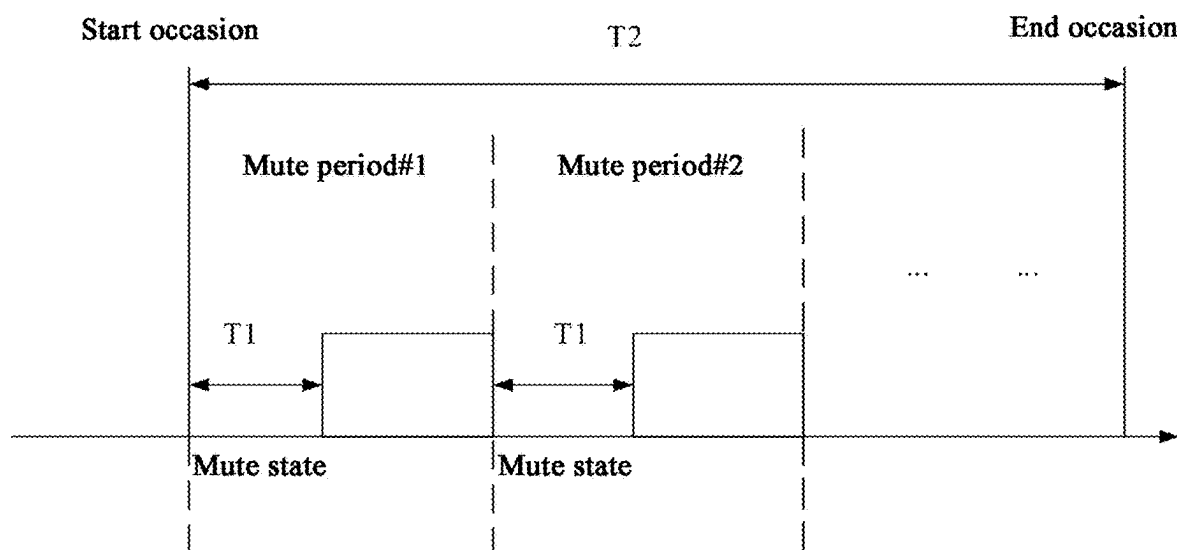 Start occasion
T2
End occasion
Mute period#1
Mute period#2
... ...
T1
T1
Mute state
Mute state